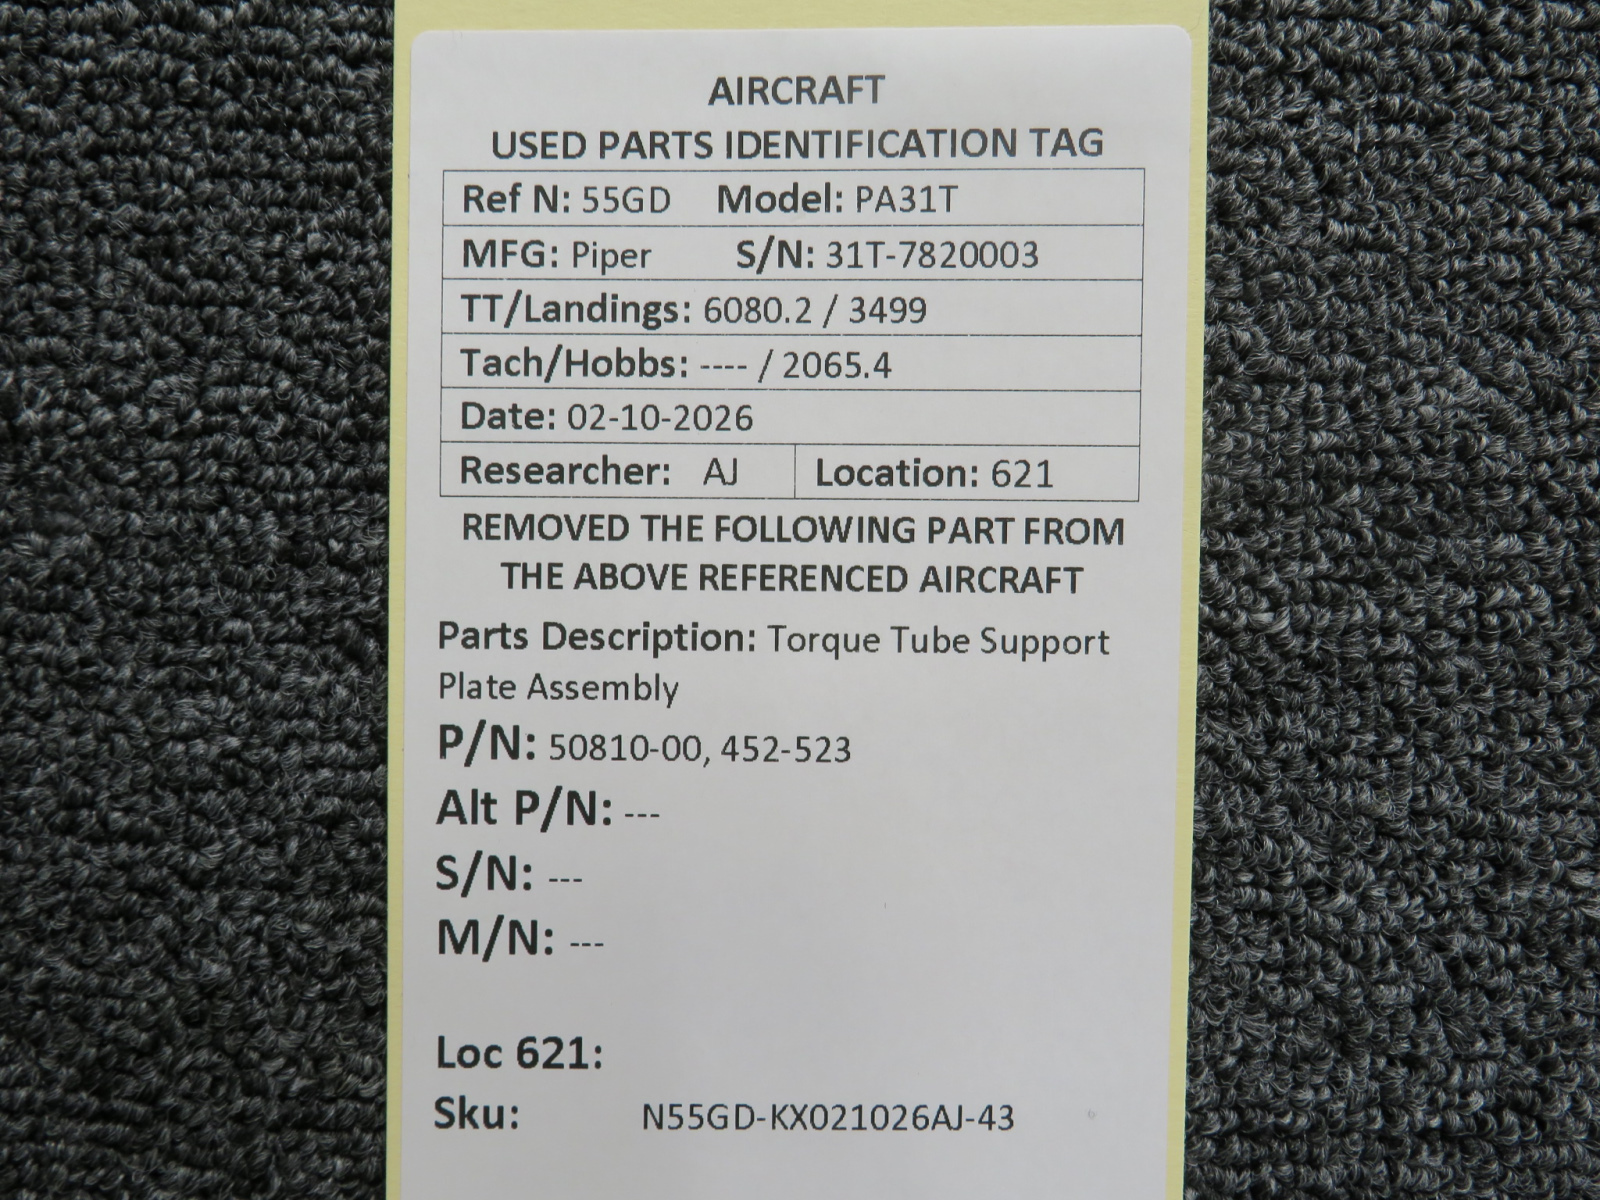 AIRCRAFT
USED PARTS IDENTIFICATION TAG
Ref N: 55GD Model: PA31T
MFG: Piper S/N: 31T-7820003
TT/Landings: 6080.2 / 3499
Tach/Hobbs: ---- / 2065.4
Date: 02-10-2026
Researcher: AJ Location: 621
REMOVED THE FOLLOWING PART FROM
THE ABOVE REFERENCED AIRCRAFT
Parts Description: Torque Tube Support
Plate Assembly
P/N: 50810-00, 452-523
Alt P/N: ---
S/N: ---
M/N: ---
Loc 621:
Sku: N55GD-KX021026AJ-43